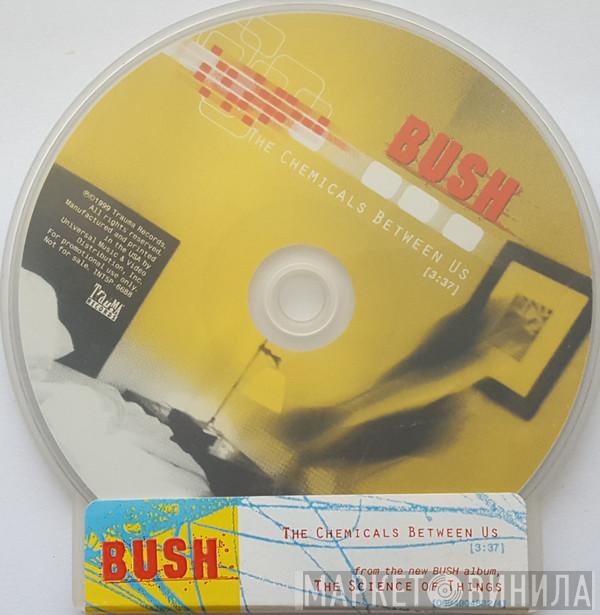 BUSH
THE CHEMICALS BETWEEN US
[3:37]
℗©1999 Trauma Records.
All rights reserved.
Manufactured and printed
in the USA by
Universal Music & Video
Distribution, Inc.
For promotional use only.
Not for sale. INT5P-6688
TraUMA
RECORDS
BUSH
THE CHEMICALS BETWEEN US
[3:37]
from the new BUSH album,
THE SCIENCE OF THINGS
МАРКЕТ ВИНИЛА